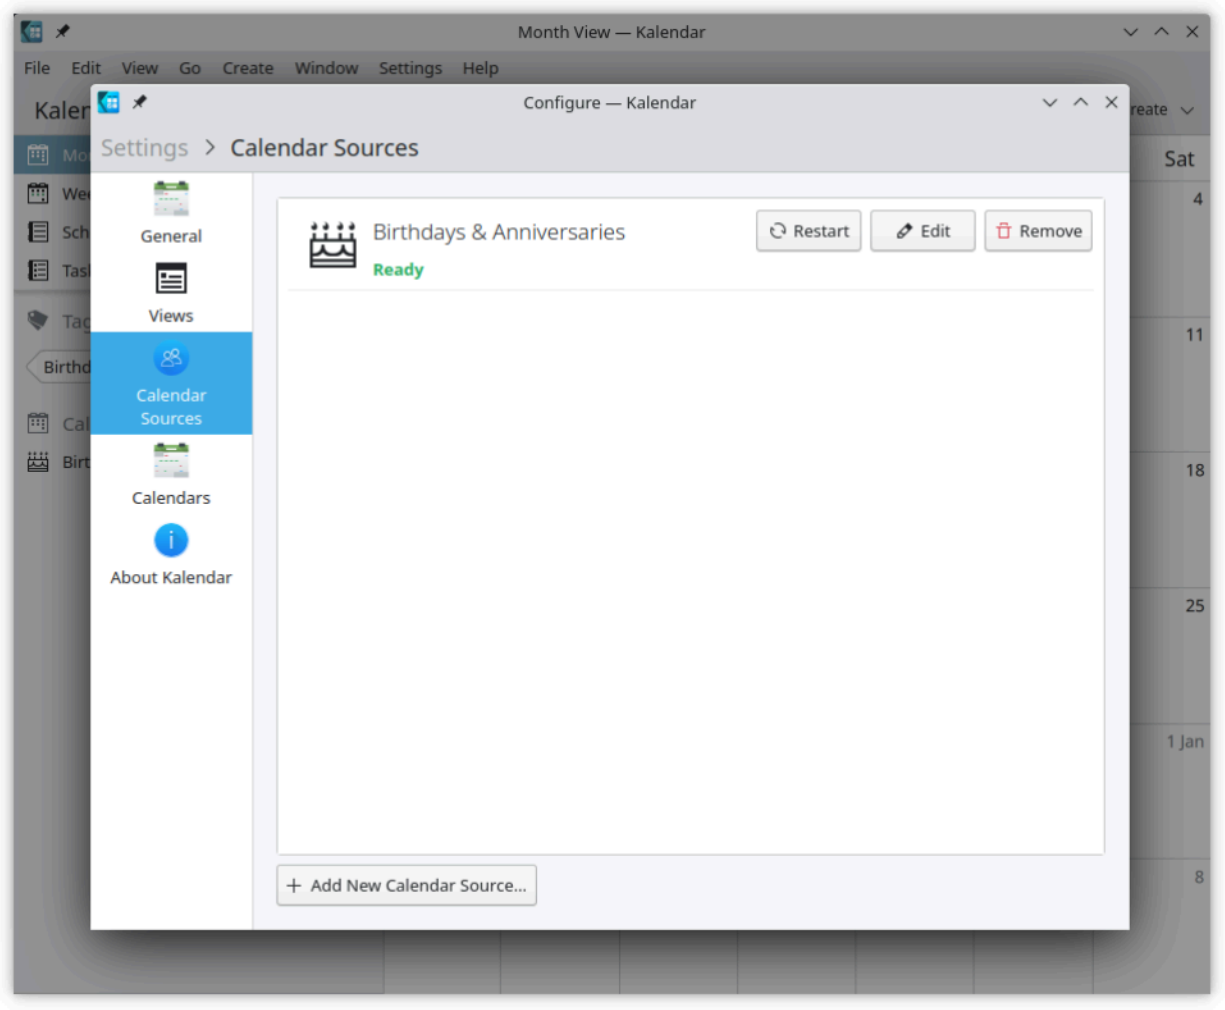 Month View — Kalendar
File Edit View Go Create Window Settings Help
Configure — Kalendar
Settings > Calendar Sources
General
Views
Calendar
Sources
Calendars
About Kalendar
Birthdays & Anniversaries
Ready
Restart
Edit
Remove
+ Add New Calendar Source...
Sat
4
11
18
25
1 Jan
8